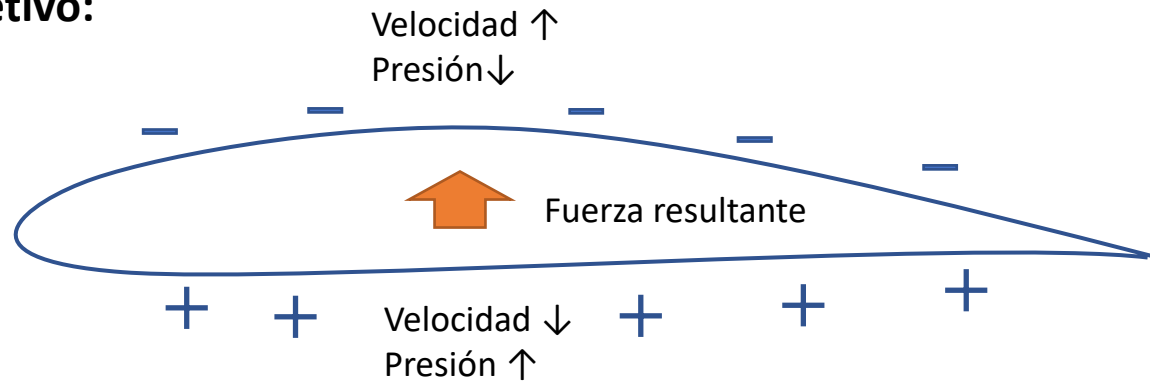 etivo:
Velocidad ↑
Presión↓
Fuerza resultante
Velocidad ↓
Presión ↑